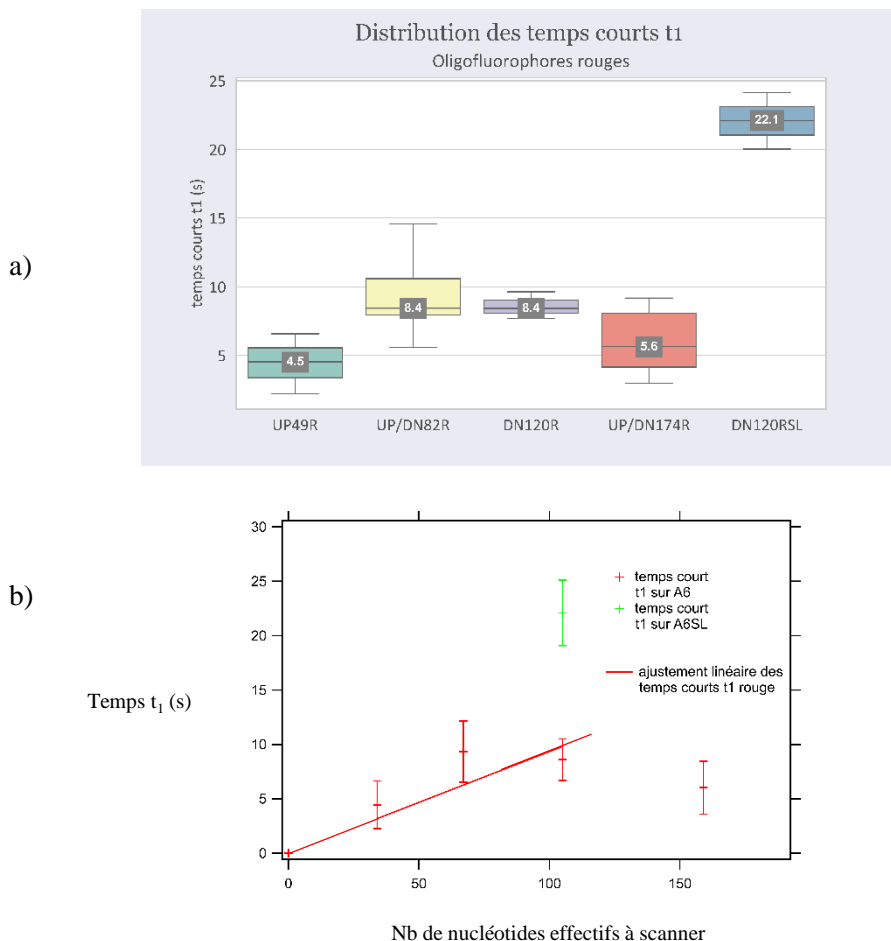 a)
Distribution des temps courts t1
Oligofluorophores rouges
temps courts t1 (s)
25
20
15
10
5
4.5
8.4
8.4
5.6
22.1
UP49R
UP/DN82R
DN120R
UP/DN174R
DN120RSL
b)
Temps t₁ (s)
30
25
20
15
10
5
0
temps court
t1 sur A6
temps court
t1 sur A6SL
ajustement linéaire des
temps courts t1 rouge
0
50
100
150
Nb de nucléotides effectifs à scanner